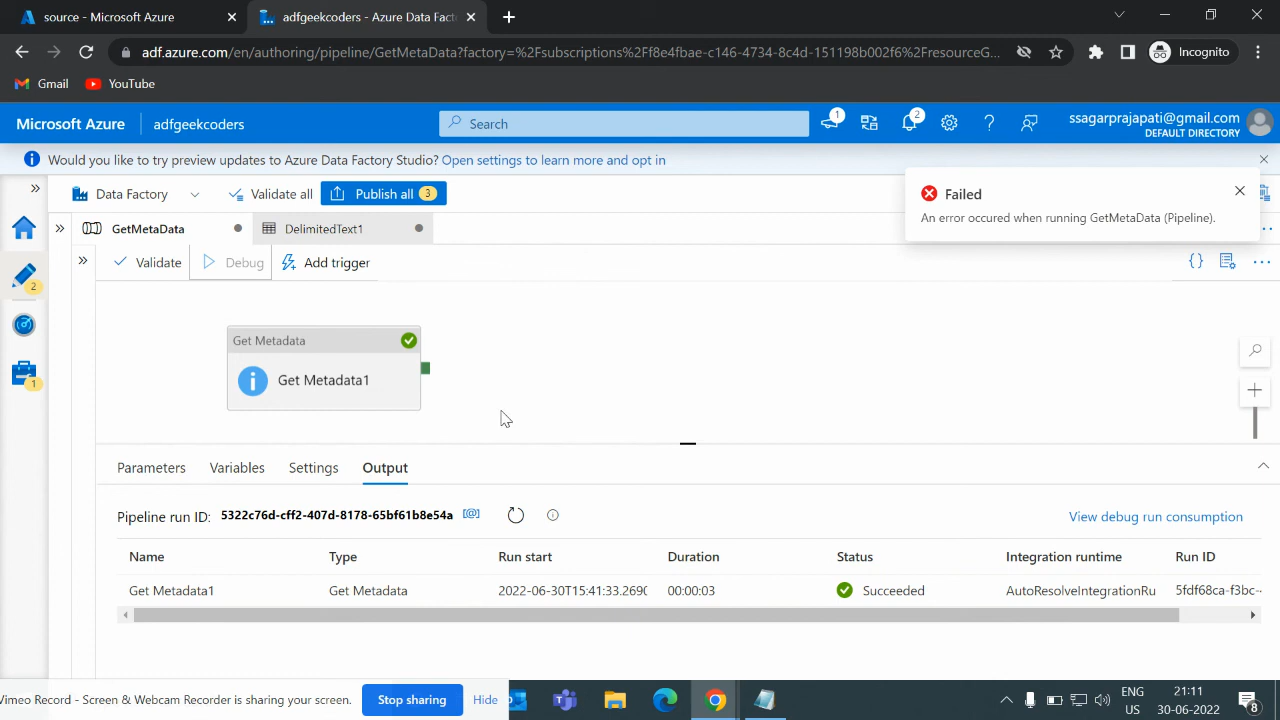 source - Microsoft Azure
adfgeekcoders - Azure Data Fact
adf.azure.com/en/authoring/pipeline/GetMetaData?factory=%2Fsubscriptions%2Ff8e4fbae-c146-4734-8c4d-151198b002f6%2FresourceG...
Incognito
Gmail
YouTube
Microsoft Azure
adfgeekcoders
Search
1
2
ssagarprajapati@gmail.com
DEFAULT DIRECTORY
Would you like to try preview updates to Azure Data Factory Studio? Open settings to learn more and opt in
Data Factory
Validate all
Publish all 3
Failed
An error occured when running GetMetaData (Pipeline).
GetMetaData
DelimitedText1
Validate
Debug
Add trigger
2
1
Get Metadata
Get Metadata1
Parameters
Variables
Settings
Output
Pipeline run ID: 5322c76d-cff2-407d-8178-65bf61b8e54a [@]
View debug run consumption
Name Type Run start Duration Status Integration runtime Run ID
Get Metadata1 Get Metadata 2022-06-30T15:41:33.269 00:00:03 Succeeded AutoResolveIntegrationRu 5fdf68ca-f3bc-
Vimeo Record - Screen & Webcam Recorder is sharing your screen.
Stop sharing
Hide
ENG
US
21:11
30-06-2022
8